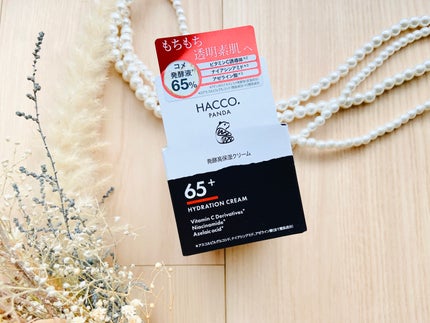 もちもち
透明素肌へ
コメ
発酵液*
65%
ビタミンC誘導体*
ナイアシンアミド*
アゼライン酸*
HACCO.
PANDA
発酵高保湿クリーム
65+
HYDRATION CREAM
Vitamin C Derivatives*
Niacinamide*
Azelaic acid*